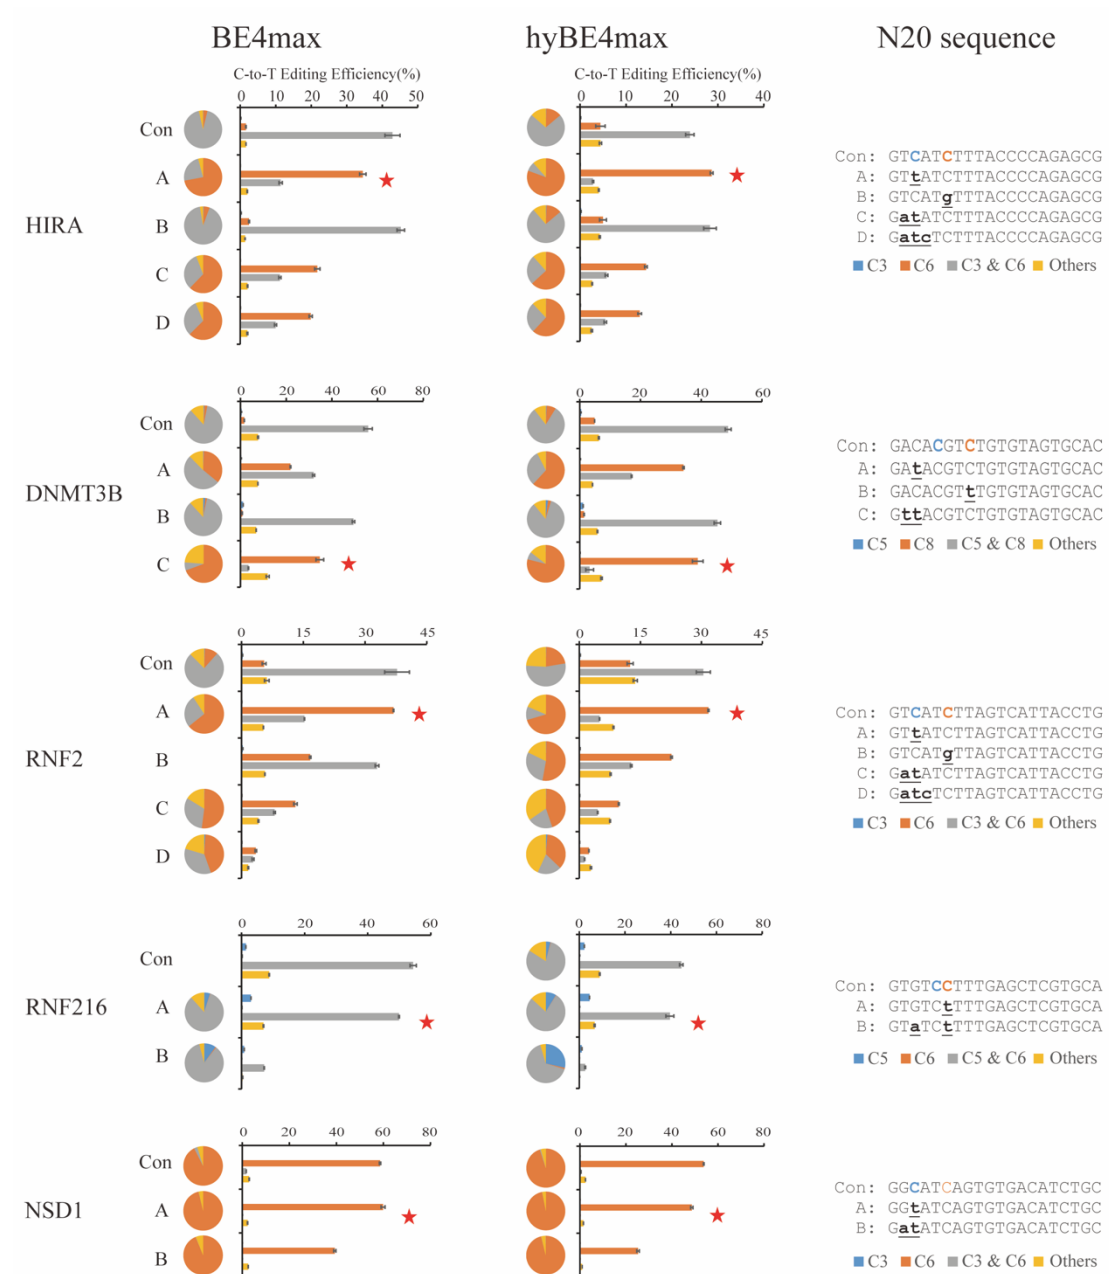 BE4max hyBE4max N20 sequence
C-to-T Editing Efficiency(%) C-to-T Editing Efficiency(%)
0 10 20 30 40 50 0 10 20 30 40
HIRA
Con
A
B
C
D
Con: GTCATCTTTACCCCAGAGCG
A: GTtATCTTTACCCCAGAGCG
B: GTCATgTTTACCCCAGAGCG
C: GatATCTTTACCCCAGAGCG
D: GatcTCTTTACCCCAGAGCG
C3 C6 C3 & C6 Others
0 20 40 60 80 0 20 40 60
DNMT3B
Con
A
B
C
Con: GACACGTCTGTGTAGTGCAC
A: GAtACGTCTGTGTAGTGCAC
B: GACACGTtTGTGTAGTGCAC
C: GttACGTCTGTGTAGTGCAC
C5 C8 C5 & C8 Others
0 15 30 45 0 15 30 45
RNF2
Con
A
B
C
D
Con: GTCATCTTAGTCATTACCTG
A: GTtATCTTAGTCATTACCTG
B: GTCATgTTAGTCATTACCTG
C: GatATCTTAGTCATTACCTG
D: GatcTCTTAGTCATTACCTG
C3 C6 C3 & C6 Others
0 20 40 60 0 20 40 60 80
RNF216
Con
A
B
Con: GTGTCCTTTGAGCTCGTGCA
A: GTGTCtTTTGAGCTCGTGCA
B: GTaTCtTTTGAGCTCGTGCA
C5 C6 C5 & C6 Others
0 20 40 60 80 0 20 40 60 80
NSD1
Con
A
B
Con: GGCATCAGTGTGACATCTGC
A: GGtATCAGTGTGACATCTGC
B: GatATCAGTGTGACATCTGC
C3 C6 C3 & C6 Others